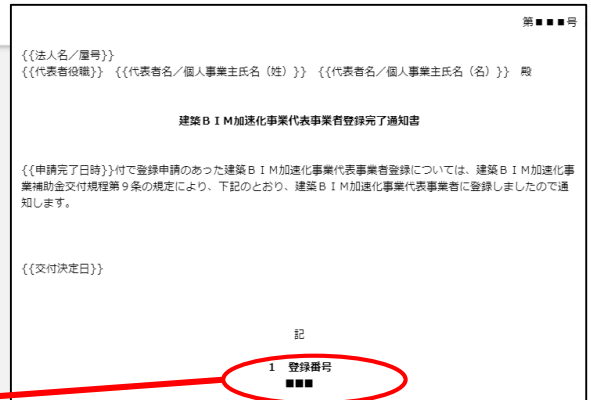 第■■■号
{{法人名／屋号}}
{{代表者役職}} {{代表者名／個人事業主氏名（姓）}} {{代表者名／個人事業主氏名（名）}} 殿
建築ＢＩＭ加速化事業代表事業者登録完了通知書
{{申請完了日時}}付で登録申請のあった建築ＢＩＭ加速化事業代表事業者登録については、建築ＢＩＭ加速化事
業補助金交付規程第９条の規定により、下記のとおり、建築ＢＩＭ加速化事業代表事業者に登録しましたので通
知します。
{{交付決定日}}
記
１ 登録番号
■■■